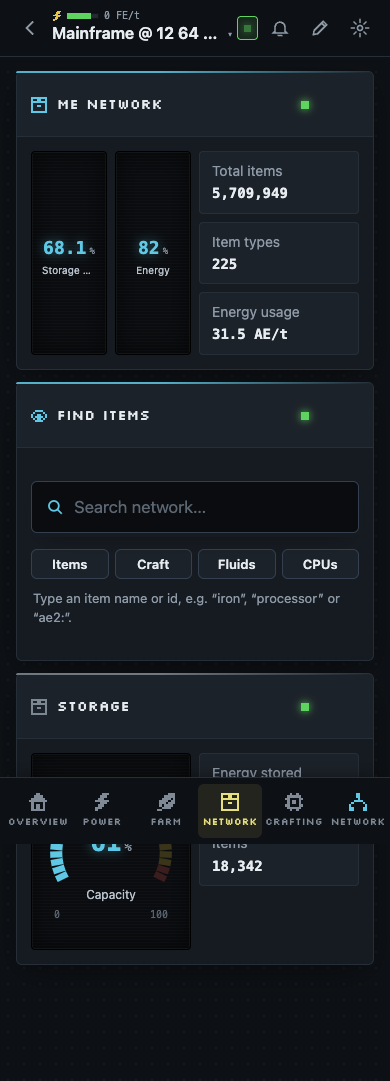 0 FE/t
Mainframe @ 12 64 ...
ME NETWORK
68.1 %
Storage ...
82 %
Energy
Total items
5,709,949
Item types
225
Energy usage
31.5 AE/t
FIND ITEMS
Search network...
Items
Craft
Fluids
CPUs
Type an item name or id, e.g. “iron”, “processor” or
“ae2:”.
STORAGE
Energy stored
OVERVIEW
POWER
FARM
NETWORK
CRAFTING
NETWORK
%
Capacity
0
100
Items
18,342